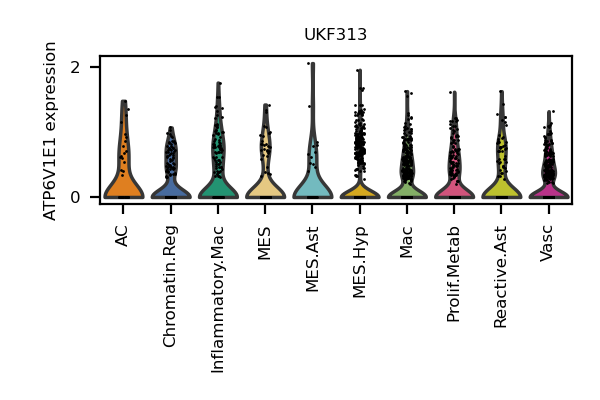 UKF313
ATP6V1E1 expression
2
0
AC
Chromatin.Reg
Inflammatory.Mac
MES
MES.Ast
MES.Hyp
Mac
Prolif.Metab
Reactive.Ast
Vasc